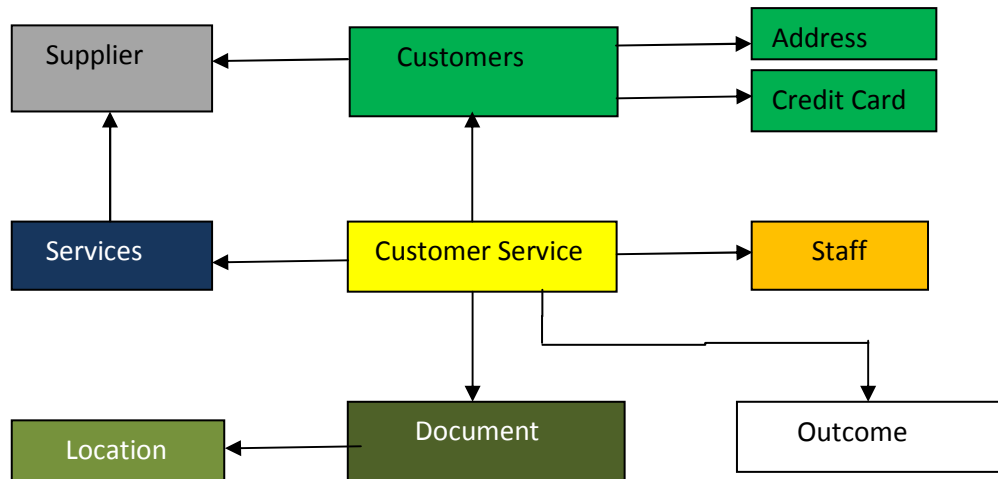 Supplier
Customers
Address
Credit Card
Services
Customer Service
Staff
Location
Document
Outcome